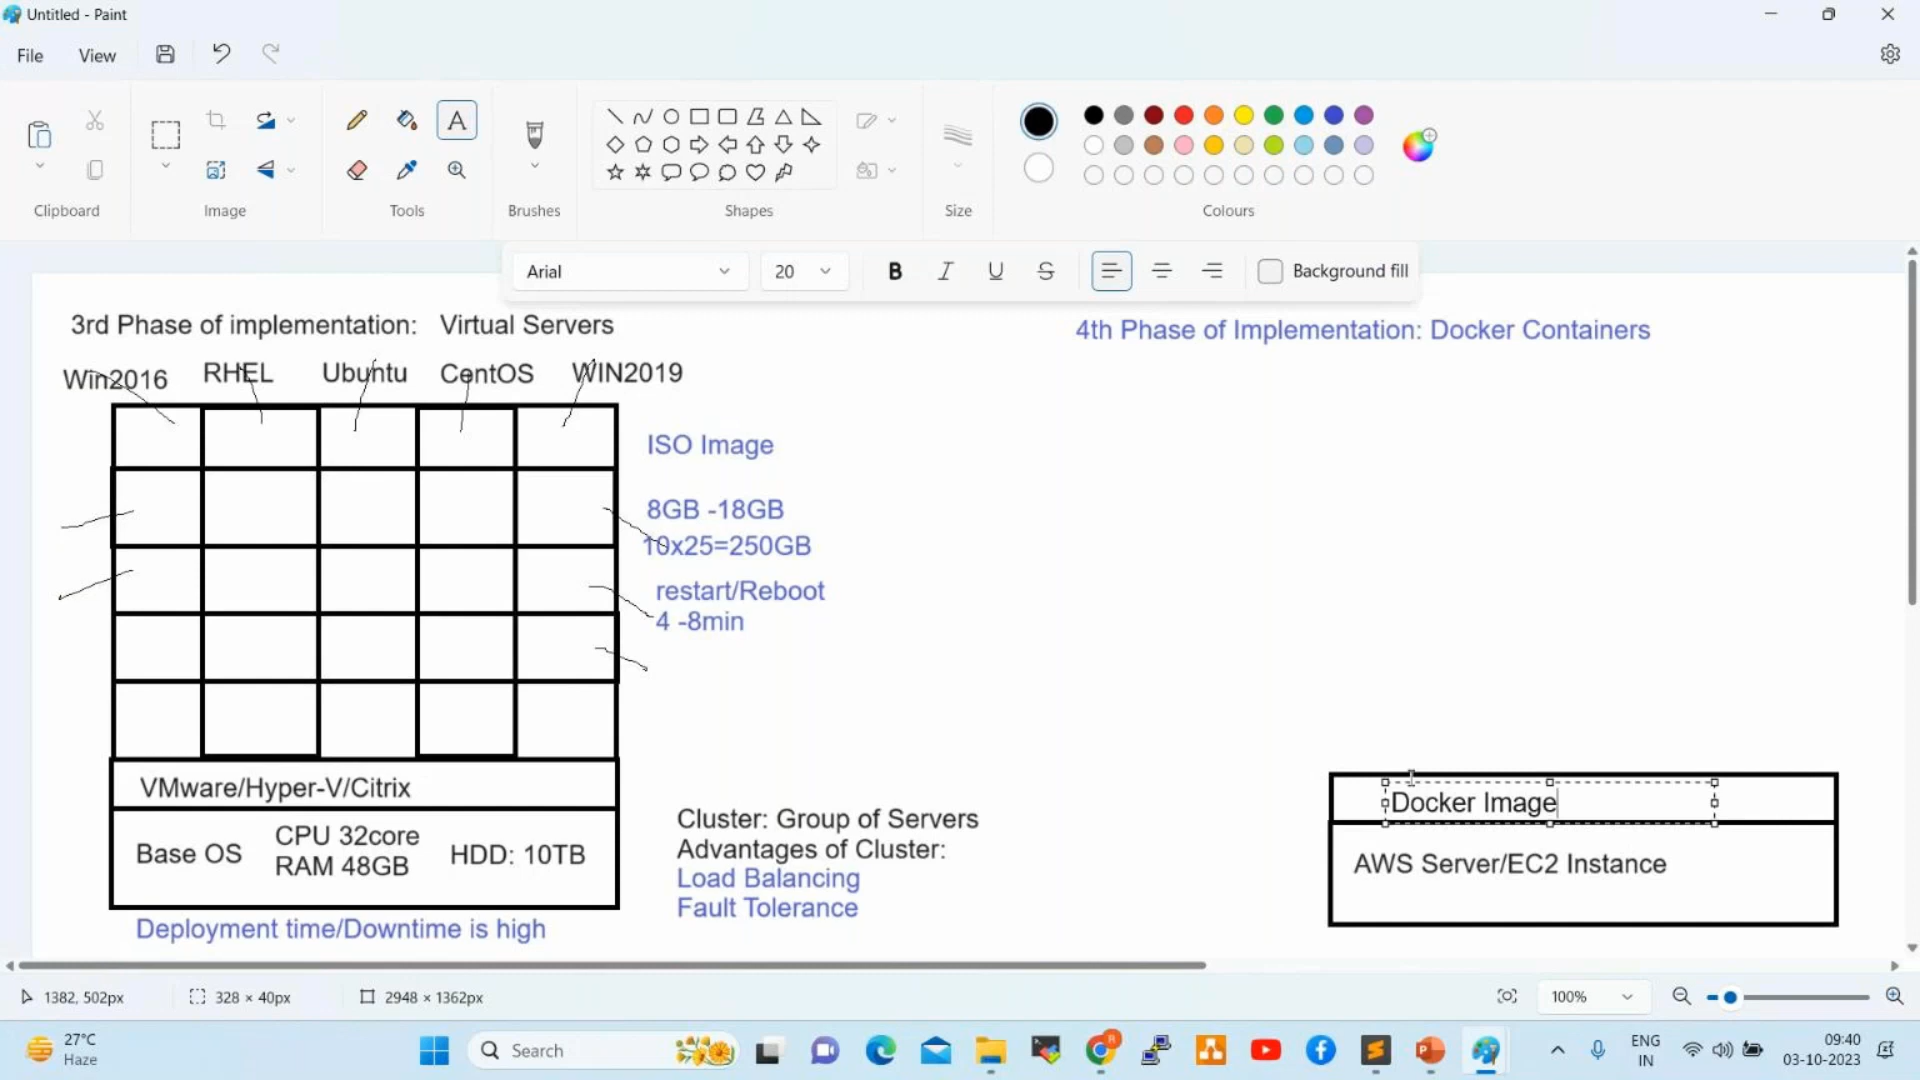 Untitled - Paint
File
View
Clipboard
Image
Tools
Brushes
Shapes
Size
Colours
Arial
20
B
I
U
S
Background fill
3rd Phase of implementation: Virtual Servers
4th Phase of Implementation: Docker Containers
Win2016
RHEL
Ubuntu
CentOS
WIN2019
ISO Image
8GB -18GB
10x25=250GB
restart/Reboot
4 -8min
VMware/Hyper-V/Citrix
Base OS
CPU 32core
RAM 48GB
HDD: 10TB
Deployment time/Downtime is high
Cluster: Group of Servers
Advantages of Cluster:
Load Balancing
Fault Tolerance
Docker Image
AWS Server/EC2 Instance
1382, 502px
328 × 40px
2948 × 1362px
100%
27°C
Haze
Search
ENG
IN
09:40
03-10-2023